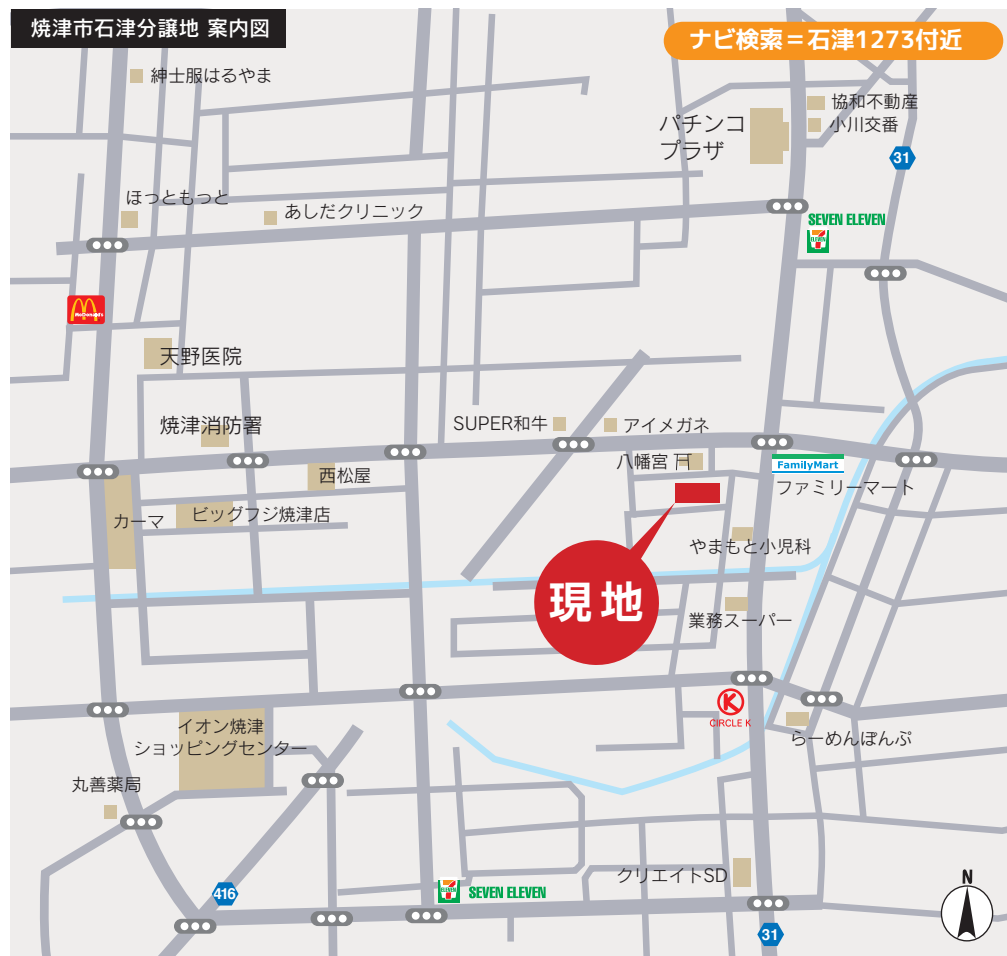 焼津市石津分譲地 案内図
ナビ検索＝石津1273付近
紳士服はるやま
協和不動産
小川交番
パチンコ
プラザ
31
ほっともっと
あしだクリニック
SEVEN ELEVEN
ELEVEN
McDonald's
天野医院
焼津消防署
SUPER和牛
アイメガネ
八幡宮
FamilyMart
ファミリーマート
西松屋
カーマ
ビッグフジ焼津店
やまもと小児科
現地
業務スーパー
K
CIRCLE K
イオン焼津
ショッピングセンター
らーめんぽんぷ
丸善薬局
クリエイトSD
416
ELEVEN
SEVEN ELEVEN
31
N